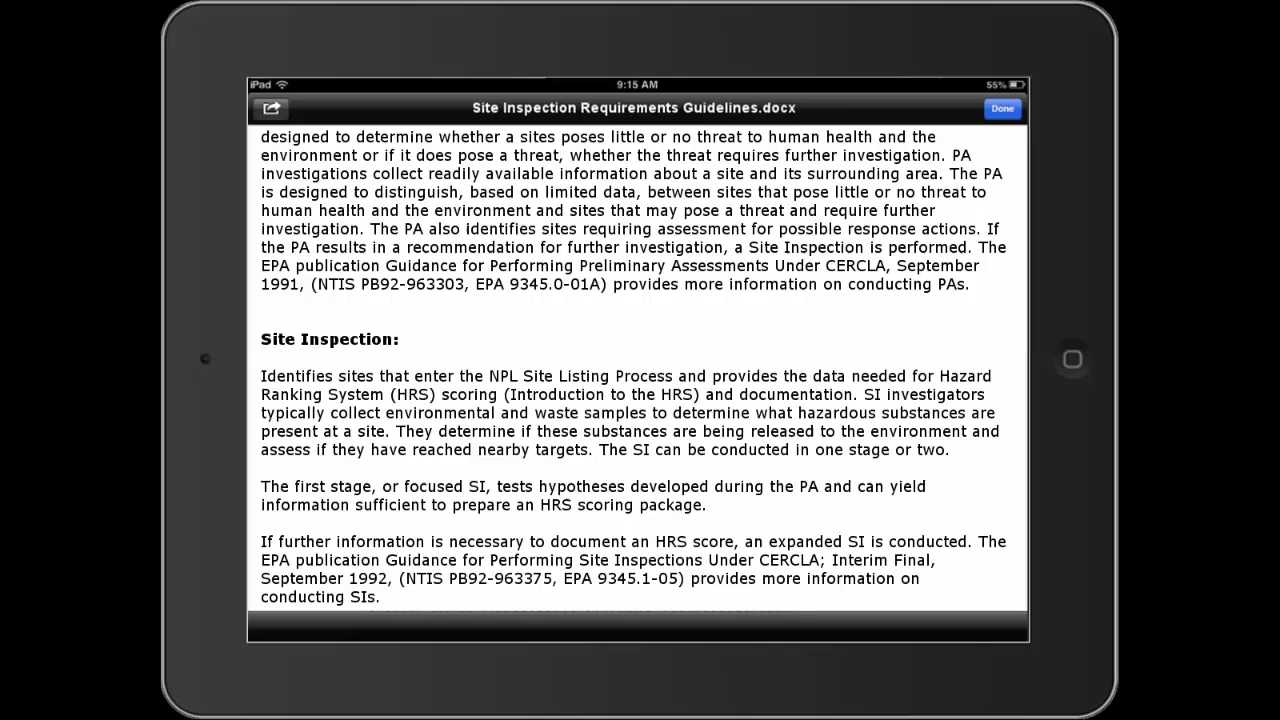 iPad 9:15 AM 55%
Site Inspection Requirements Guidelines.docx Done
designed to determine whether a sites poses little or no threat to human health and the
environment or if it does pose a threat, whether the threat requires further investigation. PA
investigations collect readily available information about a site and its surrounding area. The PA
is designed to distinguish, based on limited data, between sites that pose little or no threat to
human health and the environment and sites that may pose a threat and require further
investigation. The PA also identifies sites requiring assessment for possible response actions. If
the PA results in a recommendation for further investigation, a Site Inspection is performed. The
EPA publication Guidance for Performing Preliminary Assessments Under CERCLA, September
1991, (NTIS PB92-963303, EPA 9345.0-01A) provides more information on conducting PAs.
Site Inspection:
Identifies sites that enter the NPL Site Listing Process and provides the data needed for Hazard
Ranking System (HRS) scoring (Introduction to the HRS) and documentation. SI investigators
typically collect environmental and waste samples to determine what hazardous substances are
present at a site. They determine if these substances are being released to the environment and
assess if they have reached nearby targets. The SI can be conducted in one stage or two.
The first stage, or focused SI, tests hypotheses developed during the PA and can yield
information sufficient to prepare an HRS scoring package.
If further information is necessary to document an HRS score, an expanded SI is conducted. The
EPA publication Guidance for Performing Site Inspections Under CERCLA; Interim Final,
September 1992, (NTIS PB92-963375, EPA 9345.1-05) provides more information on
conducting SIs.